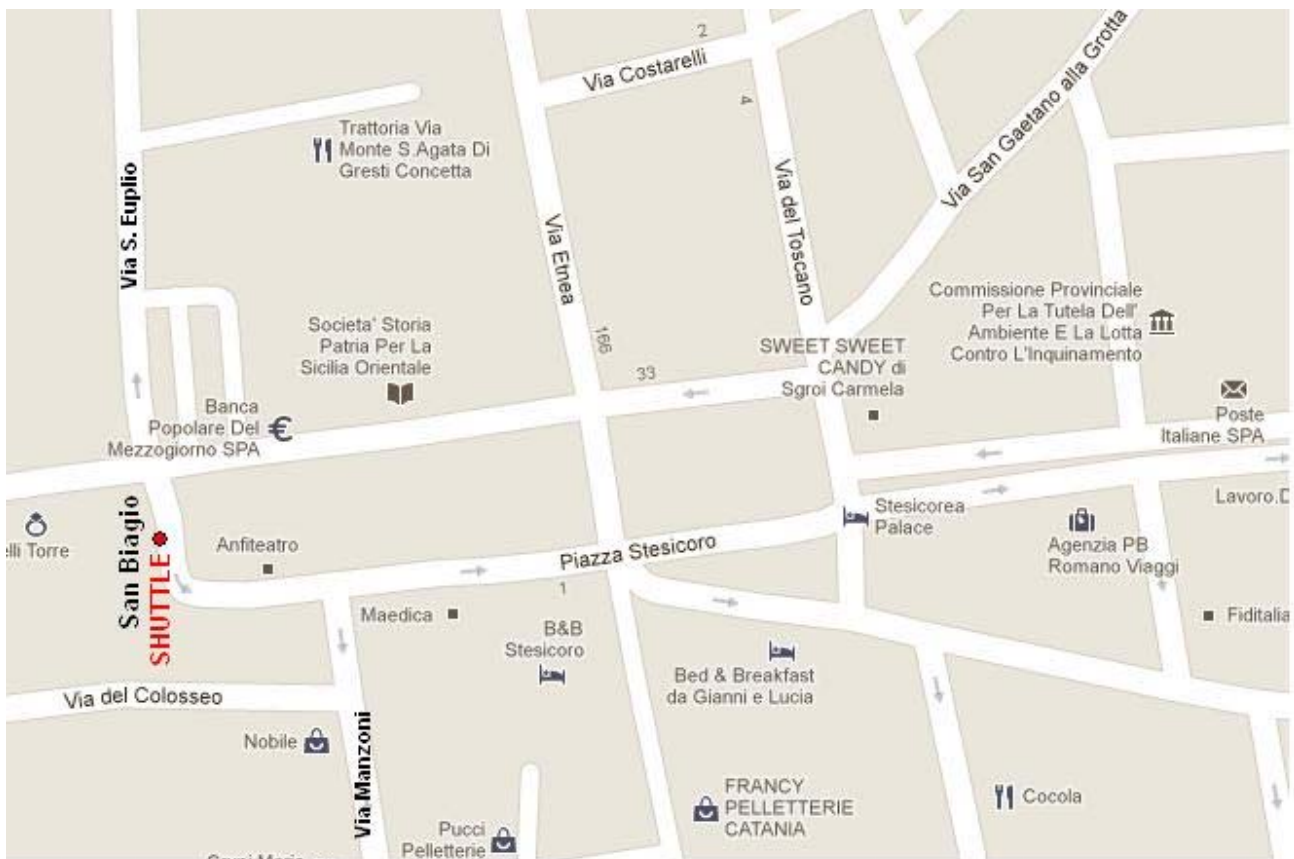 2
Via Costarelli
4
Trattoria Via
Monte S.Agata Di
Gresti Concetta
Via San Gaetano alla Grotta
Via S. Euplio
Via Etnea
Via del Toscano
Commissione Provinciale
Per La Tutela Dell'
Ambiente E La Lotta
Contro L'Inquinamento
Societa' Storia
Patria Per La
Sicilia Orientale
166
33
SWEET SWEET
CANDY di
Sgroi Carmela
Banca
Popolare Del
Mezzogiorno SPA
€
Poste
Italiane SPA
San Biagio
SHUTTLE
elli Torre
Anfiteatro
Piazza Stesicoro
1
Stesicorea
Palace
Lavoro.D
Agenzia PB
Romano Viaggi
Maedica
B&B
Stesicoro
Fiditalia
Bed & Breakfast
da Gianni e Lucia
Via del Colosseo
Nobile
Via Manzoni
FRANCY
PELLETTERIE
CATANIA
Cocola
Pucci
Pelletterie